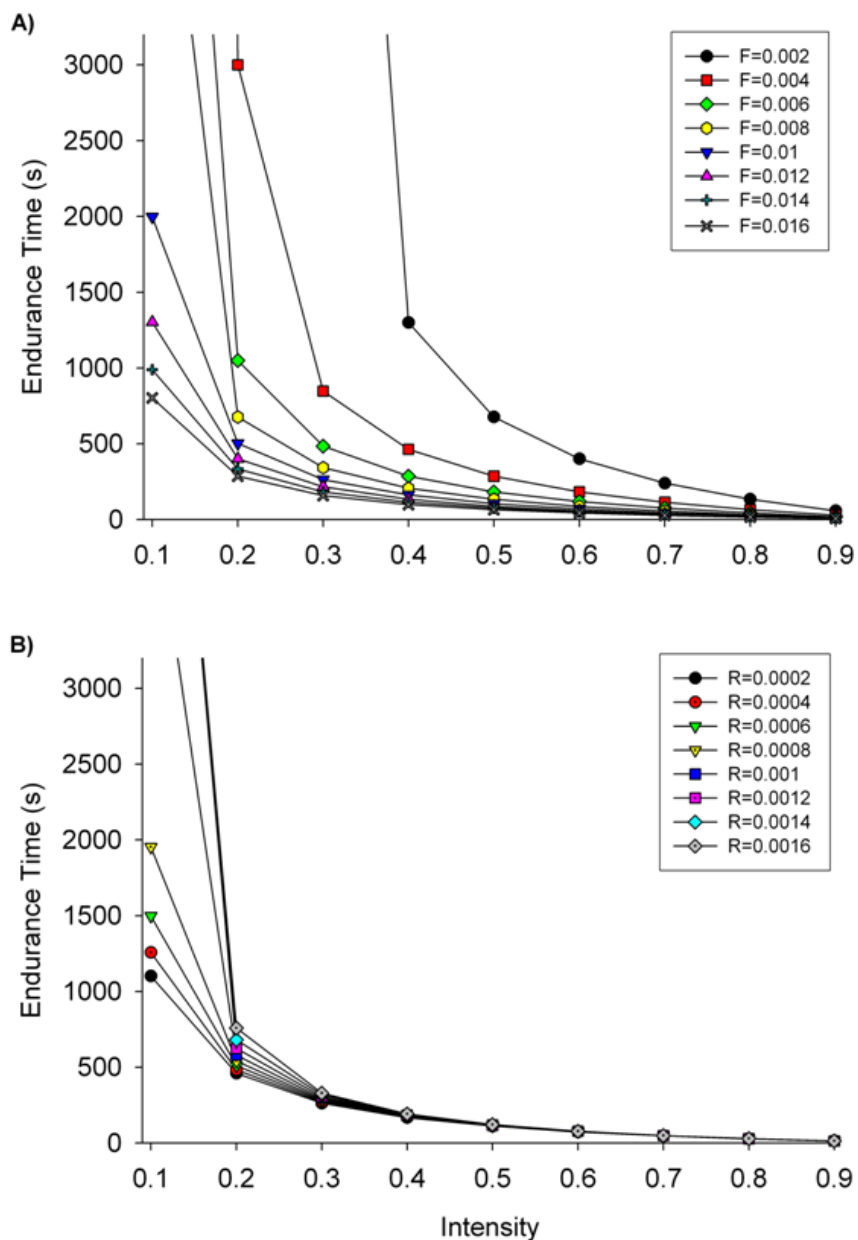 A)
3000
2500
2000
1500
1000
500
0
Endurance Time (s)
F=0.002
F=0.004
F=0.006
F=0.008
F=0.01
F=0.012
F=0.014
F=0.016
0.1 0.2 0.3 0.4 0.5 0.6 0.7 0.8 0.9
B)
3000
2500
2000
1500
1000
500
0
Endurance Time (s)
R=0.0002
R=0.0004
R=0.0006
R=0.0008
R=0.001
R=0.0012
R=0.0014
R=0.0016
0.1 0.2 0.3 0.4 0.5 0.6 0.7 0.8 0.9
Intensity